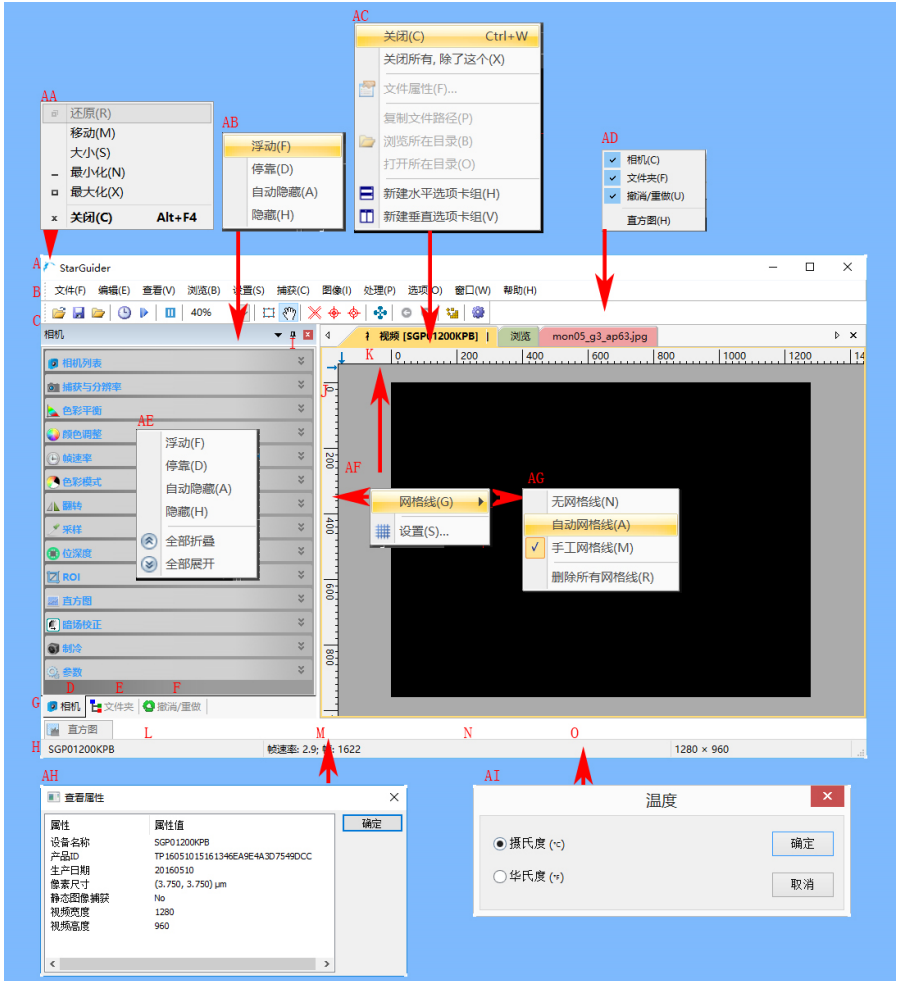 AC
关闭(C) Ctrl+W
关闭所有, 除了这个(X)
文件属性(F)...
复制文件路径(P)
浏览所在目录(B)
打开所在目录(O)
新建水平选项卡组(H)
新建垂直选项卡组(V)
AA
还原(R)
移动(M)
大小(S)
最小化(N)
最大化(X)
关闭(C) Alt+F4
AB
浮动(F)
停靠(D)
自动隐藏(A)
隐藏(H)
AD
相机(C)
文件夹(F)
撤消/重做(U)
直方图(H)
A StarGuider
B 文件(F) 编辑(E) 查看(V) 浏览(B) 设置(S) 捕获(C) 图像(I) 处理(P) 选项(O) 窗口(W) 帮助(H)
C 40%
相机 I 视频 [SGP01200KPB] 浏览 mon05_g3_ap63.jpg
K 0 200 400 600 800 1000 1200 14
J 0
200
400
600
800
相机列表
捕获与分辨率
色彩平衡
颜色调整
帧速率
色彩模式
翻转
采样
位深度
ROI
直方图
暗场校正
制冷
参数
AE
浮动(F)
停靠(D)
自动隐藏(A)
隐藏(H)
全部折叠
全部展开
AF
网格线(G)
设置(S)...
AG
无网格线(N)
自动网格线(A)
手工网格线(M)
删除所有网格线(R)
D E F
G 相机 文件夹 撤消/重做
直方图 L M N O
H SGP01200KPB 帧速率: 2.9; 帧: 1622 1280 × 960
AH
查看属性
属性 属性值 确定
设备名称 SGP01200KPB
产品ID TP16051015161346EA9E4A3D7549DCC
生产日期 20160510
像素尺寸 (3.750, 3.750) μm
静态图像捕获 No
视频宽度 1280
视频高度 960
AI
温度
摄氏度 (℃) 确定
华氏度 (℉) 取消